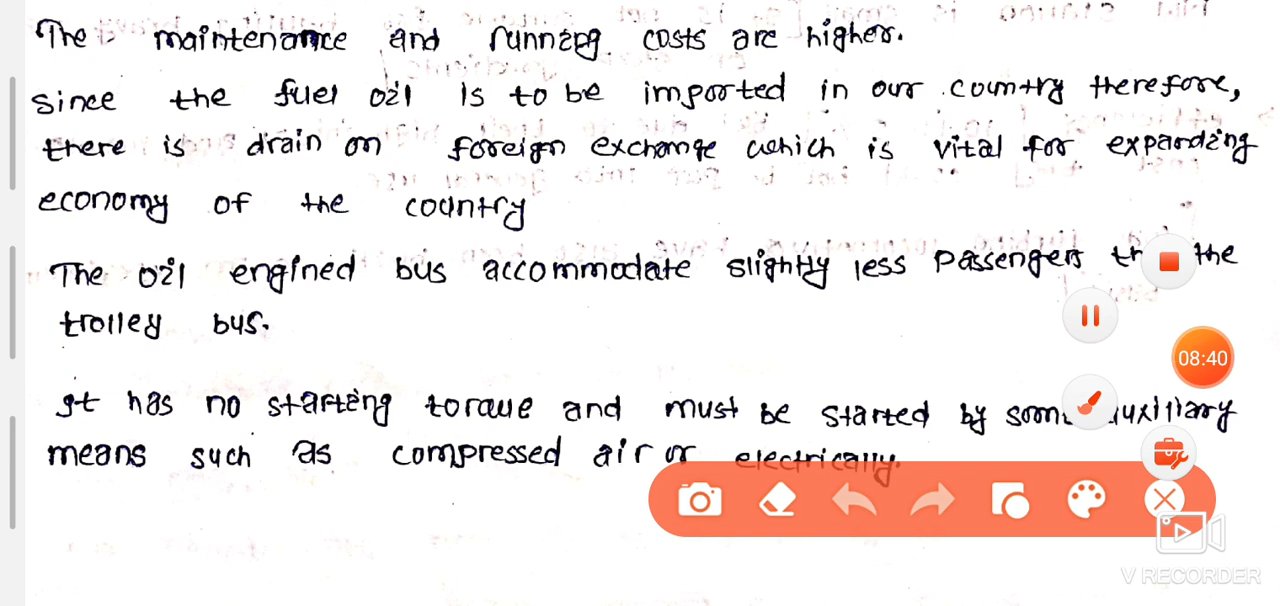 The maintenance and running costs are higher.
since the fuel oil is to be imported in our country therefore,
there is drain on foreign exchange which is vital for expanding
economy of the country
The oil engined bus accommodate slightly less passengers the
trolley bus.
It has no starting torque and must be started by some auxiliary
means such as compressed air or electrically.
08:40
V RECORDER